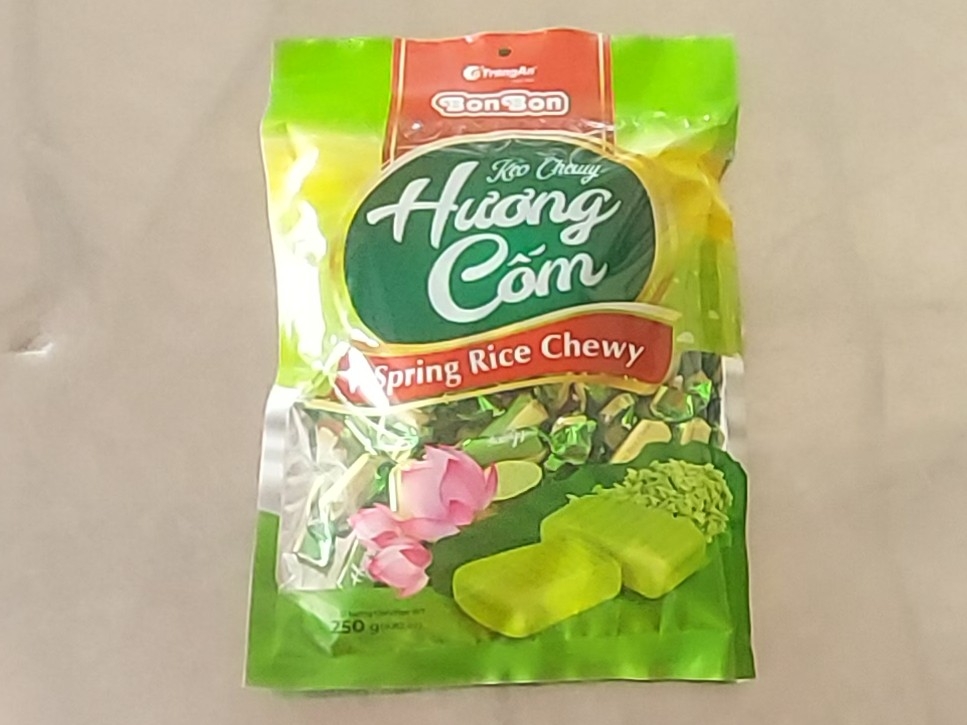 TrangAn
BonBon
Kẹo Chewy
Hương
Cốm
Spring Rice Chewy
250 g